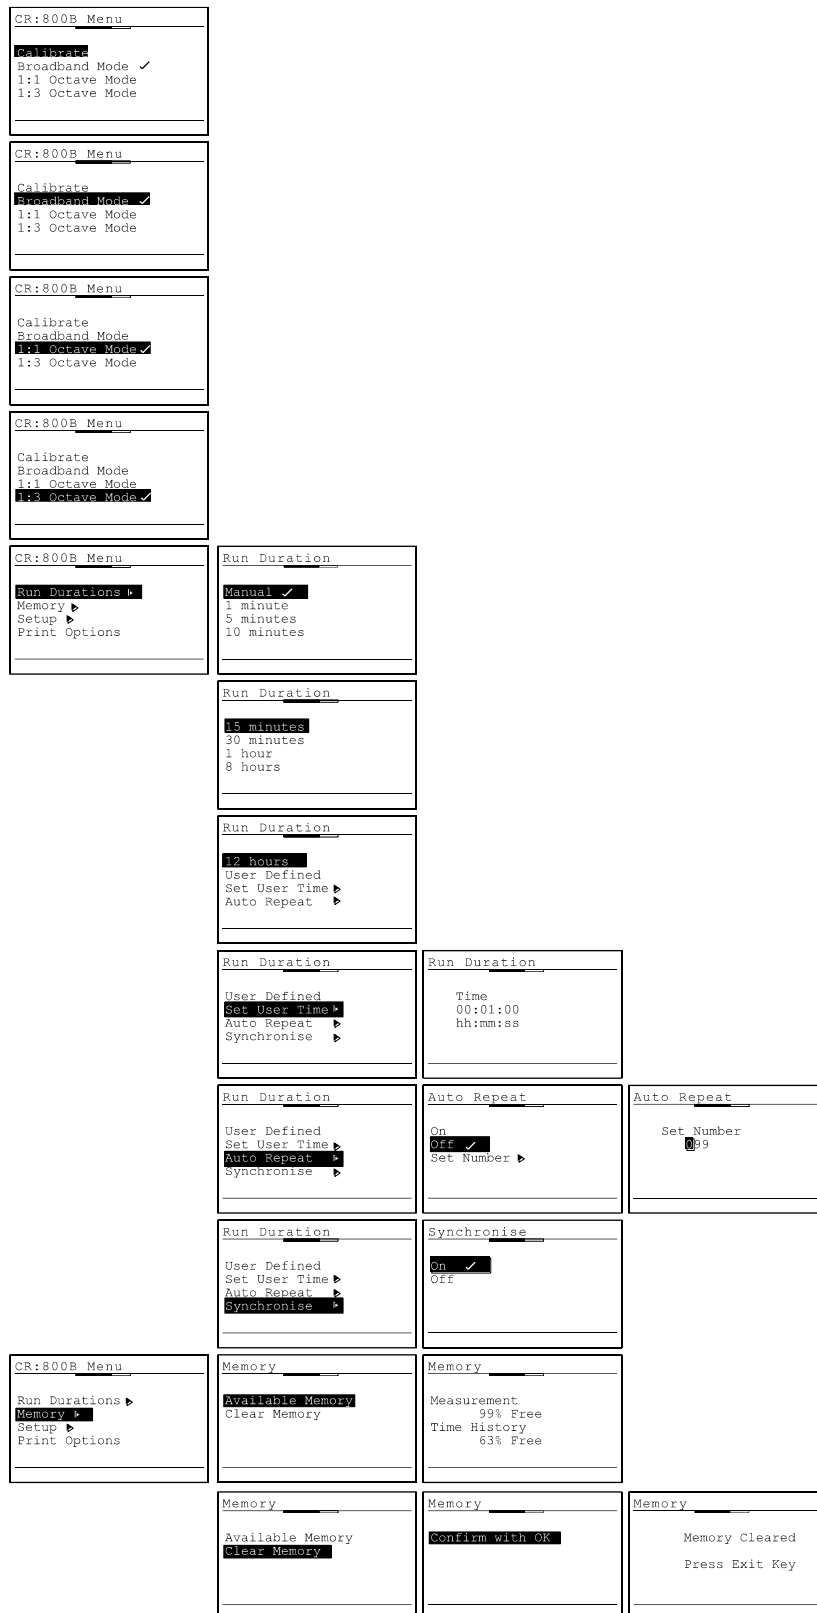 CR:800B Menu
Calibrate
Broadband Mode ✓
1:1 Octave Mode
1:3 Octave Mode
CR:800B Menu
Calibrate
Broadband Mode ✓
1:1 Octave Mode
1:3 Octave Mode
CR:800B Menu
Calibrate
Broadband Mode
1:1 Octave Mode ✓
1:3 Octave Mode
CR:800B Menu
Calibrate
Broadband Mode
1:1 Octave Mode
1:3 Octave Mode ✓
CR:800B Menu
Run Durations
Memory
Setup
Print Options
Run Duration
Manual ✓
1 minute
5 minutes
10 minutes
Run Duration
15 minutes
30 minutes
1 hour
8 hours
Run Duration
12 hours
User Defined
Set User Time
Auto Repeat
Run Duration
User Defined
Set User Time
Auto Repeat
Synchronise
Run Duration
Time
00:01:00
hh:mm:ss
Run Duration
User Defined
Set User Time
Auto Repeat
Synchronise
Auto Repeat
On
Off ✓
Set Number
Auto Repeat
Set Number
099
Run Duration
User Defined
Set User Time
Auto Repeat
Synchronise
Synchronise
On ✓
Off
CR:800B Menu
Run Durations
Memory
Setup
Print Options
Memory
Available Memory
Clear Memory
Memory
Measurement
99% Free
Time History
63% Free
Memory
Available Memory
Clear Memory
Memory
Confirm with OK
Memory
Memory Cleared
Press Exit Key